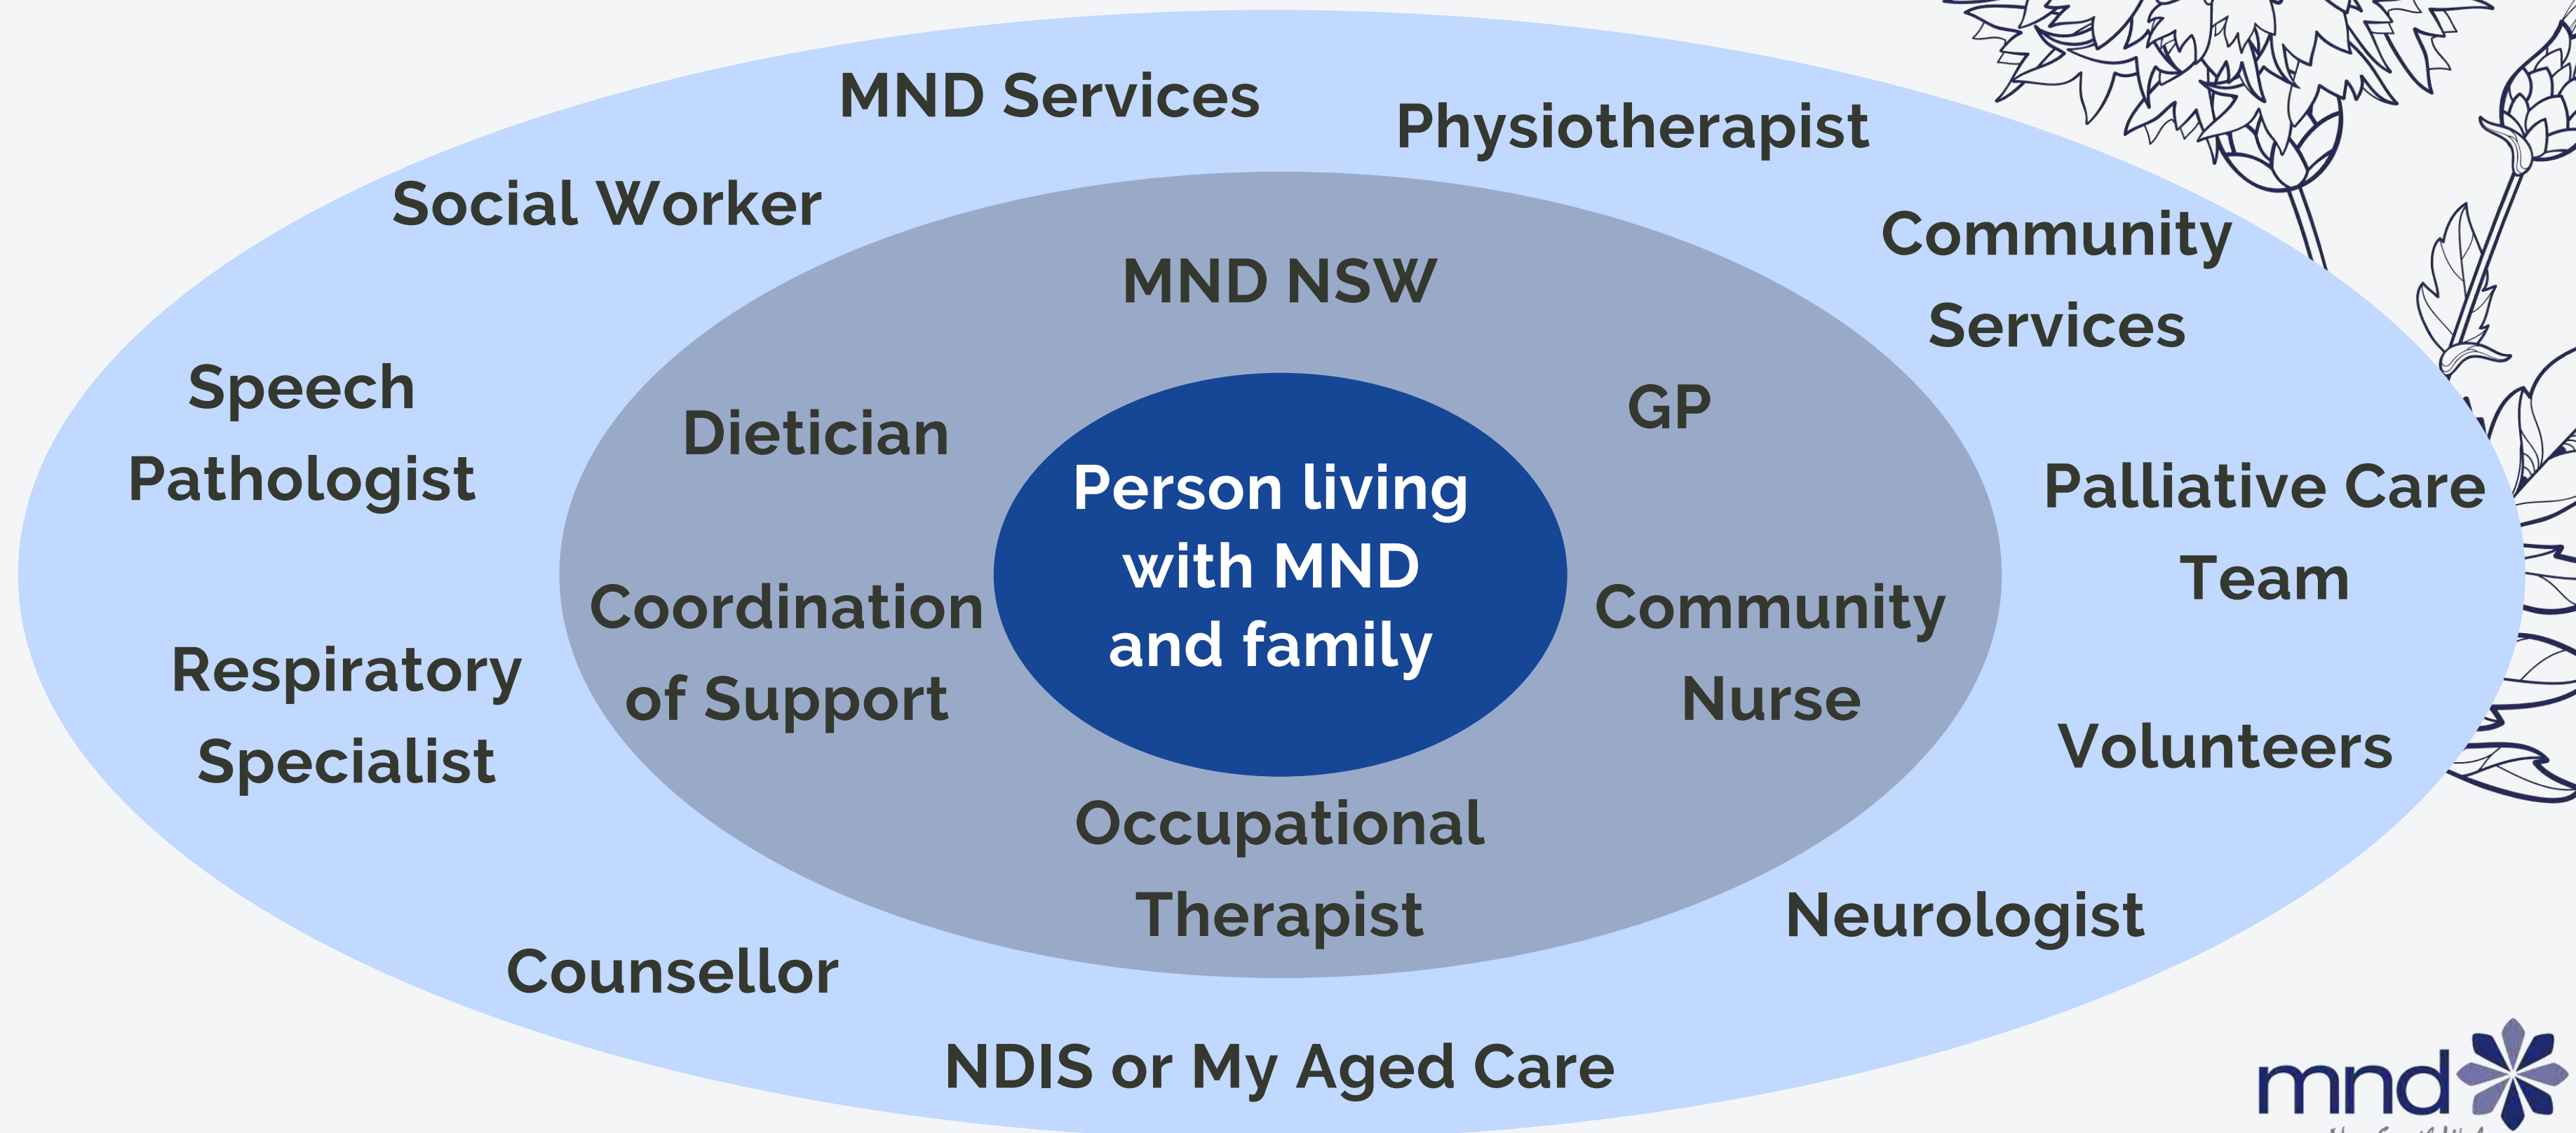 MND Services
Physiotherapist
Social Worker
Community
Services
MND NSW
Speech
Pathologist
Dietician
GP
Person living
with MND
and family
Palliative Care
Team
Coordination
of Support
Community
Nurse
Respiratory
Specialist
Volunteers
Occupational
Therapist
Neurologist
Counsellor
NDIS or My Aged Care
mnd